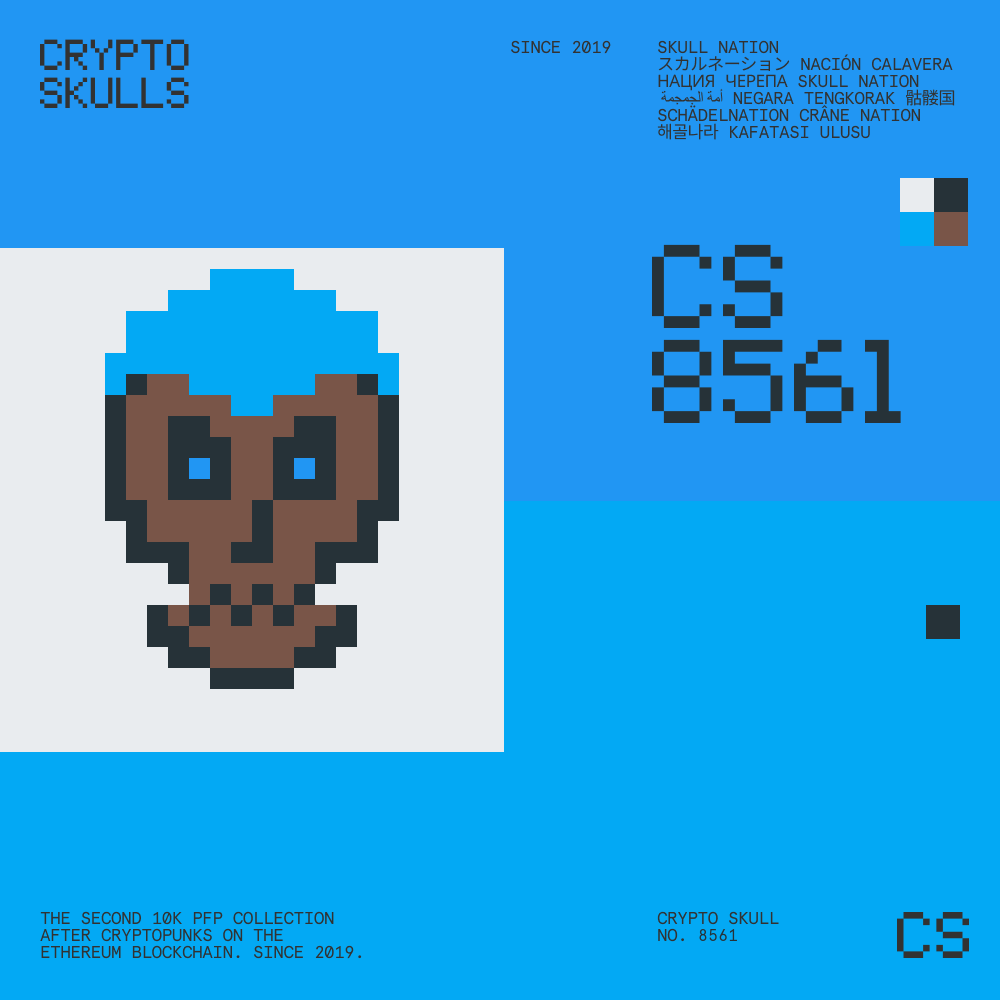 CRYPTO
SKULLS
SINCE 2019
SKULL NATION
スカルネーション NACIÓN CALAVERA
НАЦИЯ ЧЕРЕПА SKULL NATION
أمة الجمجمة NEGARA TENGKORAK 骷髅国
SCHÄDELNATION CRÂNE NATION
해골나라 KAFATASI ULUSU
CS
8561
THE SECOND 10K PFP COLLECTION
AFTER CRYPTOPUNKS ON THE
ETHEREUM BLOCKCHAIN. SINCE 2019.
CRYPTO SKULL
NO. 8561
CS